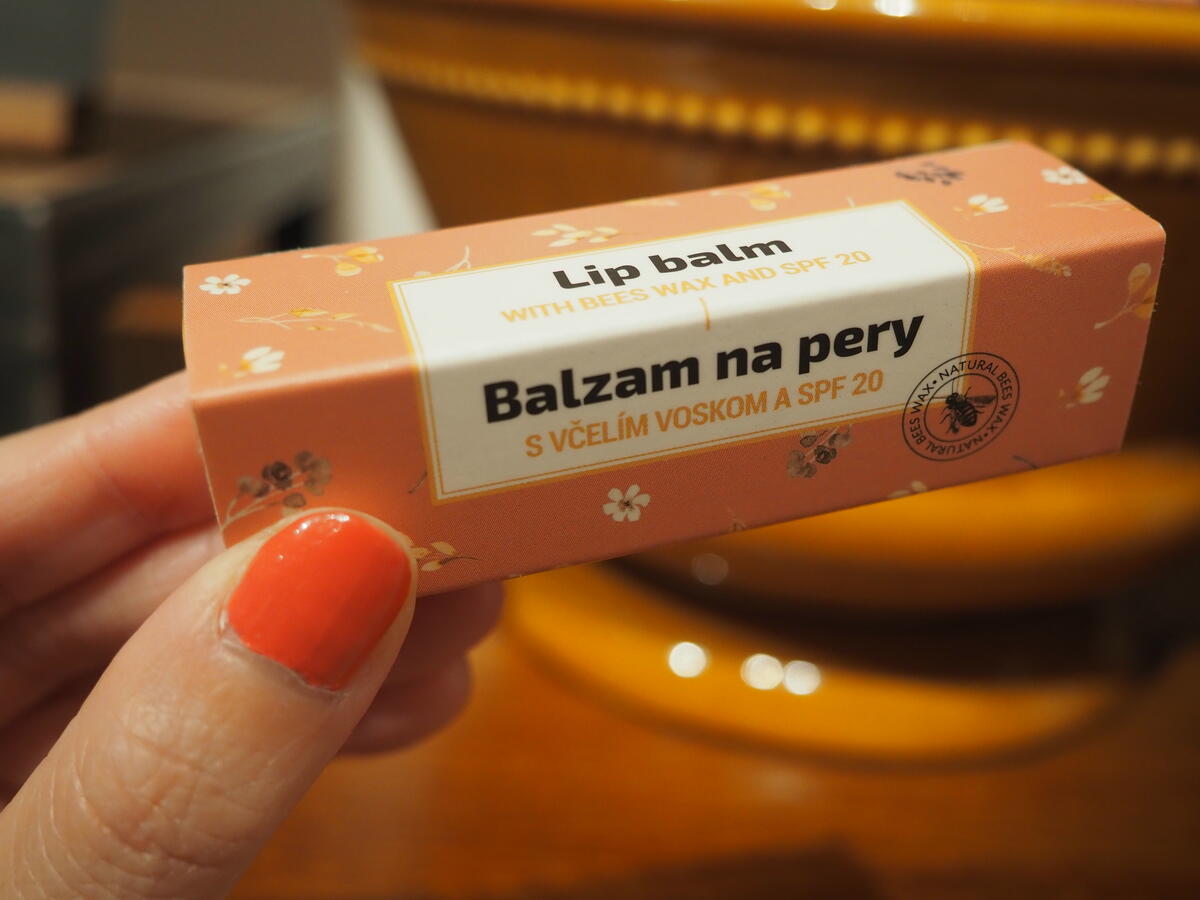 Lip balm
WITH BEES WAX AND SPF 20
Balzam na pery
S VČELÍM VOSKOM A SPF 20
NATURAL BEES WAX • NATURAL BEES WAX •